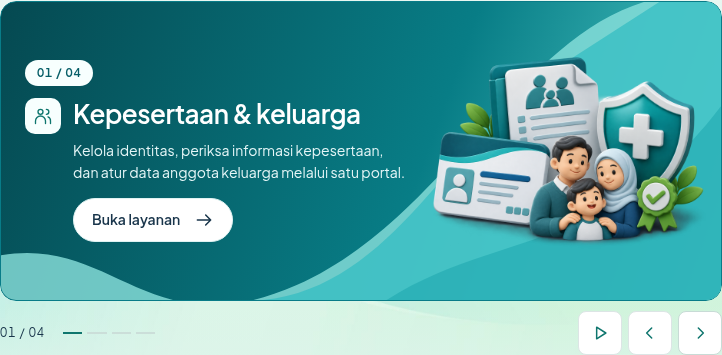 01 / 04
Kepesertaan & keluarga
Kelola identitas, periksa informasi kepesertaan,
dan atur data anggota keluarga melalui satu portal.
Buka layanan
01 / 04